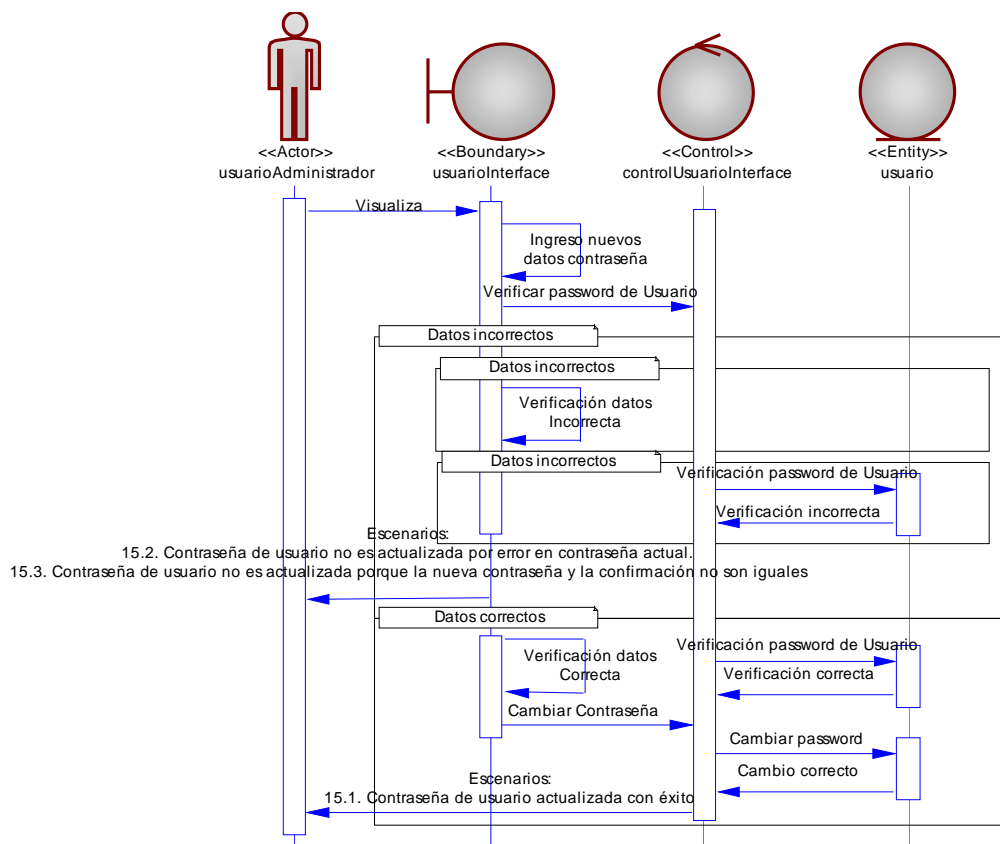 <<Actor>>
usuarioAdministrador
<<Boundary>>
usuarioInterface
<<Control>>
controlUsuarioInterface
<<Entity>>
usuario
Visualiza
Ingreso nuevos
datos contraseña
Verificar password de Usuario
Datos incorrectos
Datos incorrectos
Verificación datos
Incorrecta
Datos incorrectos
Verificación password de Usuario
Verificación incorrecta
Escenarios:
15.2. Contraseña de usuario no es actualizada por error en contraseña actual.
15.3. Contraseña de usuario no es actualizada porque la nueva contraseña y la confirmación no son iguales
Datos correctos
Verificación password de Usuario
Verificación datos
Correcta
Verificación correcta
Cambiar Contraseña
Cambiar password
Cambio correcto
Escenarios:
15.1. Contraseña de usuario actualizada con éxito